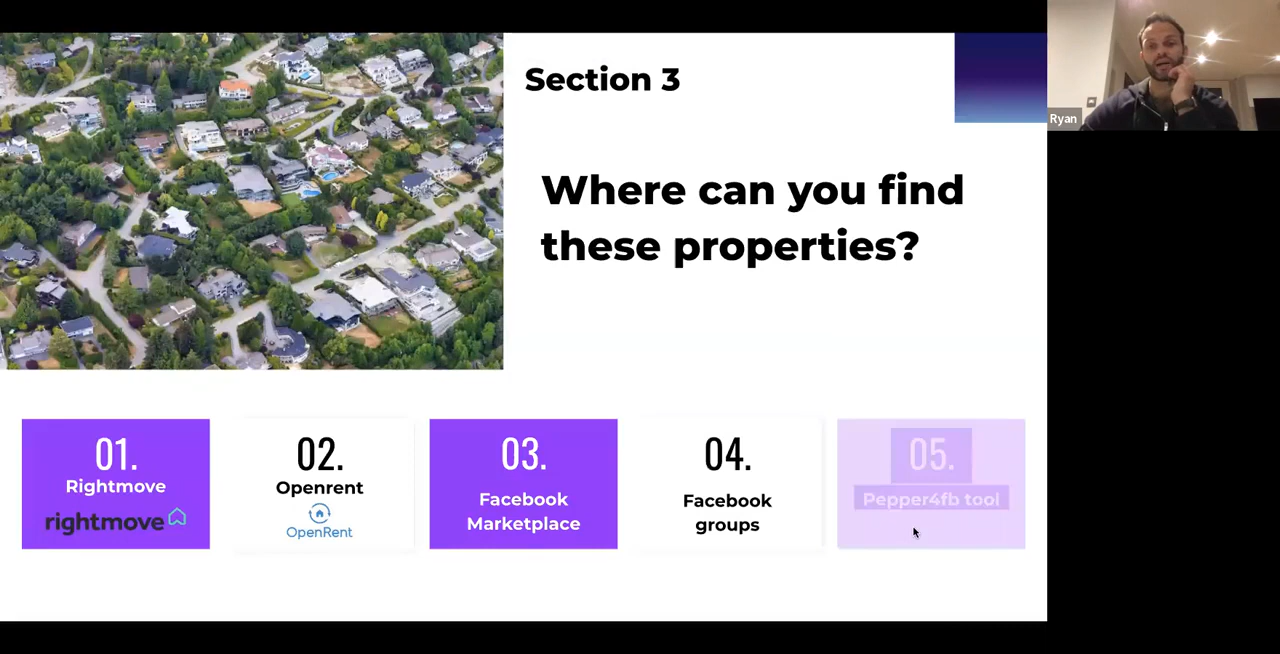 Section 3
Where can you find
these properties?
01.
Rightmove
rightmove
02.
Openrent
OpenRent
03.
Facebook
Marketplace
04.
Facebook
groups
05.
Pepper4fb tool
Ryan